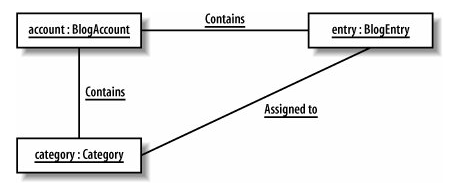 Contains
account : BlogAccount
entry : BlogEntry
Contains
Assigned to
category : Category